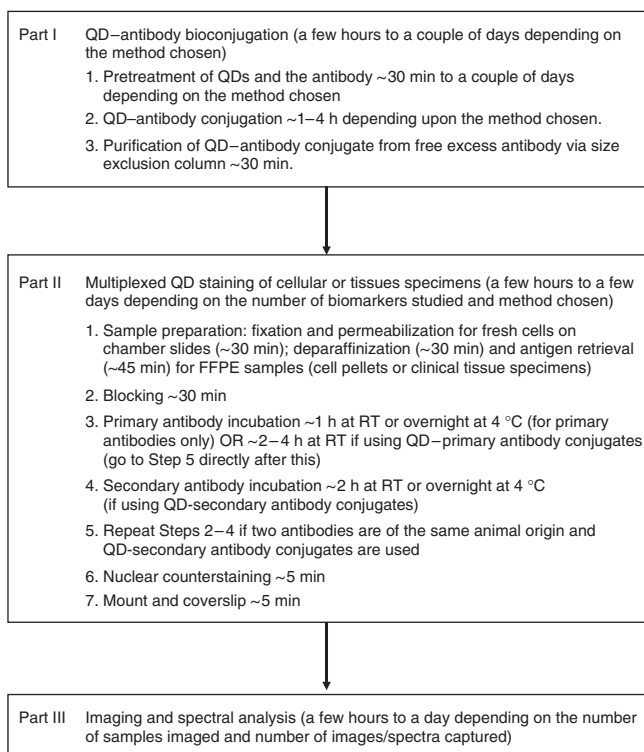 Part I QD–antibody bioconjugation (a few hours to a couple of days depending on
the method chosen)
1. Pretreatment of QDs and the antibody ~30 min to a couple of days
depending on the method chosen
2. QD–antibody conjugation ~1–4 h depending upon the method chosen.
3. Purification of QD–antibody conjugate from free excess antibody via size
exclusion column ~30 min.
Part II Multiplexed QD staining of cellular or tissues specimens (a few hours to a few
days depending on the number of biomarkers studied and method chosen)
1. Sample preparation: fixation and permeabilization for fresh cells on
chamber slides (~30 min); deparaffinization (~30 min) and antigen retrieval
(~45 min) for FFPE samples (cell pellets or clinical tissue specimens)
2. Blocking ~30 min
3. Primary antibody incubation ~1 h at RT or overnight at 4 °C (for primary
antibodies only) OR ~2–4 h at RT if using QD–primary antibody conjugates
(go to Step 5 directly after this)
4. Secondary antibody incubation ~2 h at RT or overnight at 4 °C
(if using QD-secondary antibody conjugates)
5. Repeat Steps 2–4 if two antibodies are of the same animal origin and
QD-secondary antibody conjugates are used
6. Nuclear counterstaining ~5 min
7. Mount and coverslip ~5 min
Part III Imaging and spectral analysis (a few hours to a day depending on the number
of samples imaged and number of images/spectra captured)